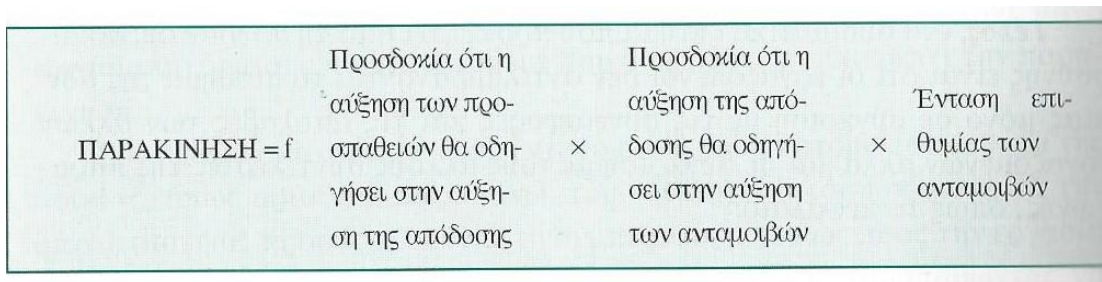 ΠΑΡΑΚΙΝΗΣΗ = f
Προσδοκία ότι η
αύξηση των προ-
σπαθειών θα οδη-
γήσει στην αύξη-
ση της απόδοσης
×
Προσδοκία ότι η
αύξηση της από-
δοσης θα οδηγή-
σει στην αύξηση
των ανταμοιβών
×
Ένταση επι-
θυμίας των
ανταμοιβών